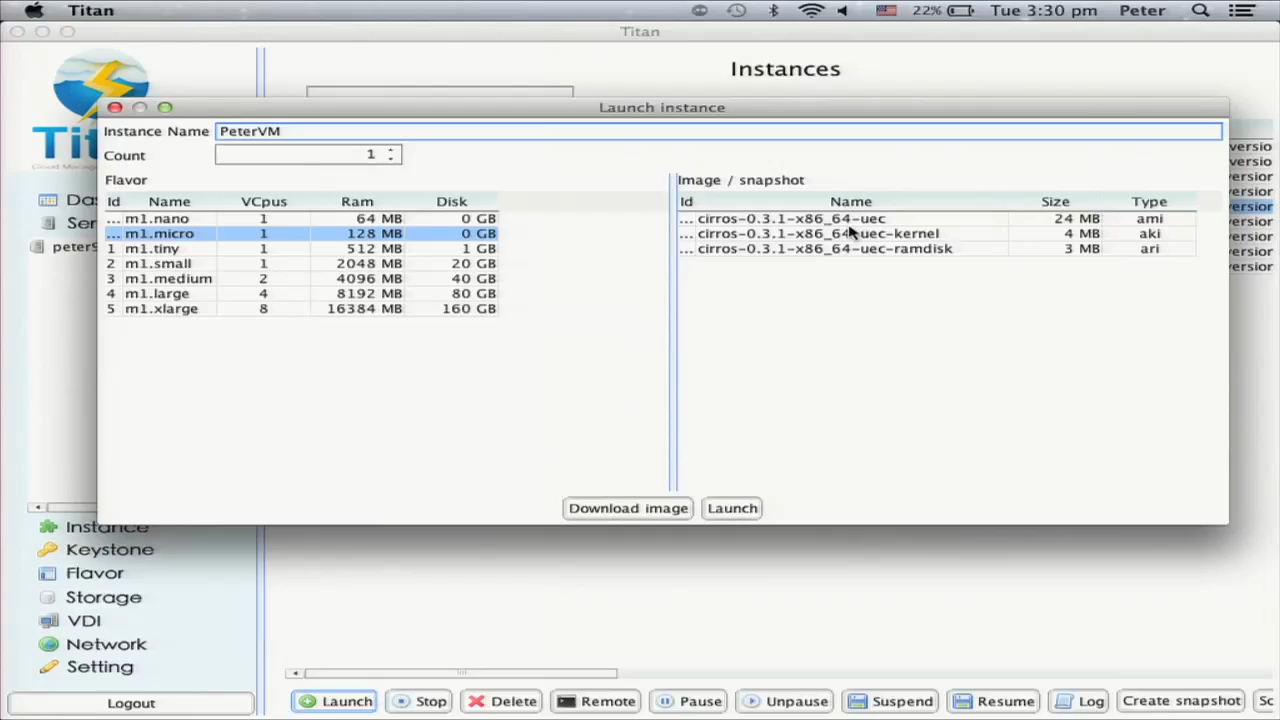 Titan 22% Tue 3:30 pm Peter
Titan
Instances
Launch instance
Instance Name PeterVM
Count 1
Flavor
Id Name VCpus Ram Disk
... m1.nano 1 64 MB 0 GB
... m1.micro 1 128 MB 0 GB
1 m1.tiny 1 512 MB 1 GB
2 m1.small 1 2048 MB 20 GB
3 m1.medium 2 4096 MB 40 GB
4 m1.large 4 8192 MB 80 GB
5 m1.xlarge 8 16384 MB 160 GB
Image / snapshot
Id Name Size Type
... cirros-0.3.1-x86_64-uec 24 MB ami
... cirros-0.3.1-x86_64-uec-kernel 4 MB aki
... cirros-0.3.1-x86_64-uec-ramdisk 3 MB ari
Download image Launch
Instance
Keystone
Flavor
Storage
VDI
Network
Setting
Logout
Launch Stop Delete Remote Pause Unpause Suspend Resume Log Create snapshot